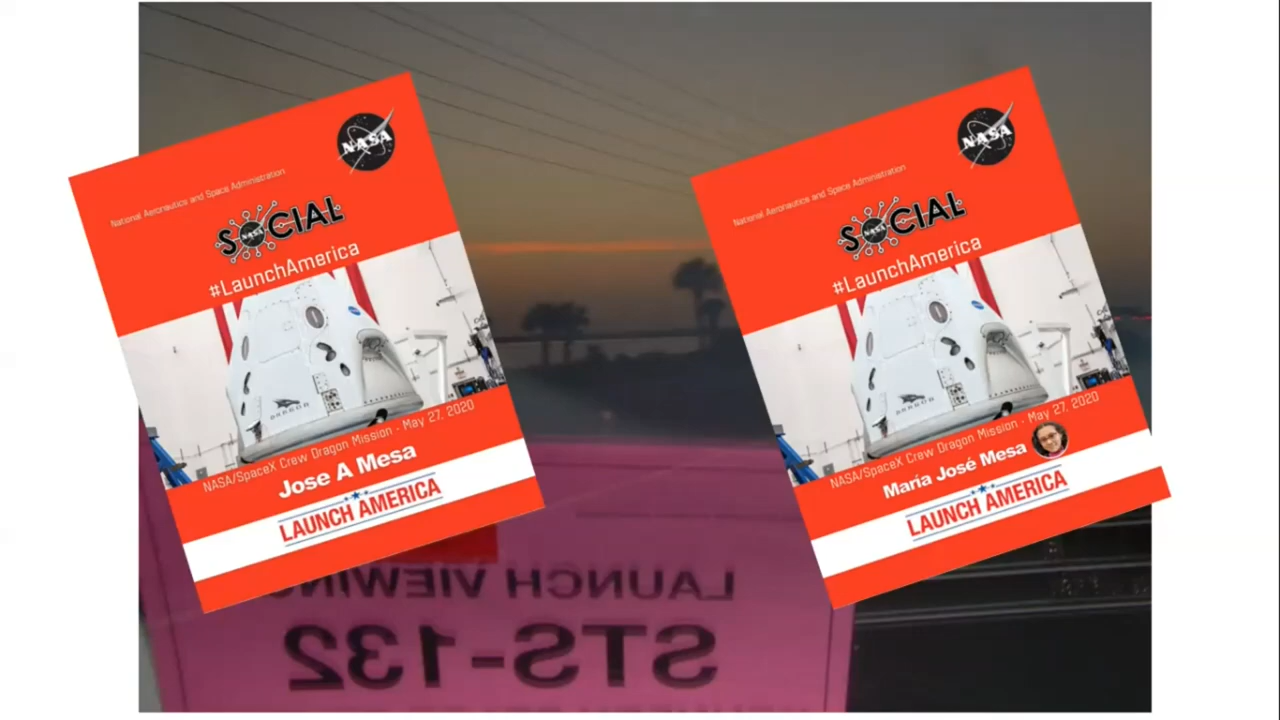 NASA
National Aeronautics and Space Administration
SOCIAL
NASA
#LaunchAmerica
DRAGON
NASA/SpaceX Crew Dragon Mission - May 27, 2020
Jose A Mesa
LAUNCH AMERICA
NASA
National Aeronautics and Space Administration
SOCIAL
NASA
#LaunchAmerica
DRAGON
NASA/SpaceX Crew Dragon Mission - May 27, 2020
María José Mesa
LAUNCH AMERICA
LAUNCH VIEWING
STS-132